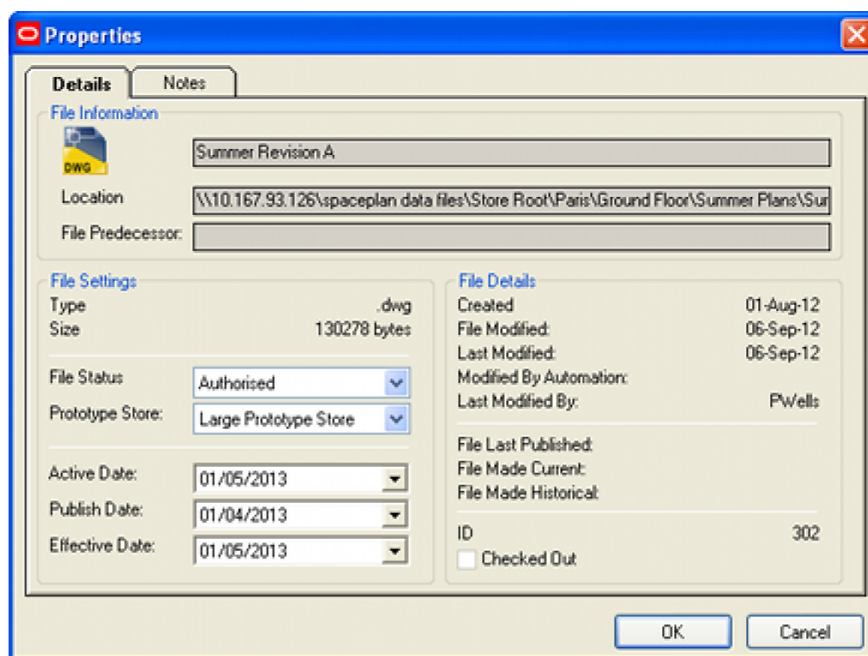 Properties
Details Notes
File Information
DWG
Summer Revision A
Location \\10.167.93.126\spaceplan data files\Store Root\Paris\Ground Floor\Summer Plans\Sur
File Predecessor:
File Settings
Type .dwg
Size 130278 bytes
File Status Authorised
Prototype Store: Large Prototype Store
Active Date: 01/05/2013
Publish Date: 01/04/2013
Effective Date: 01/05/2013
File Details
Created 01-Aug-12
File Modified: 06-Sep-12
Last Modified: 06-Sep-12
Modified By Automation:
Last Modified By: PWells
File Last Published:
File Made Current:
File Made Historical:
ID 302
Checked Out
OK Cancel